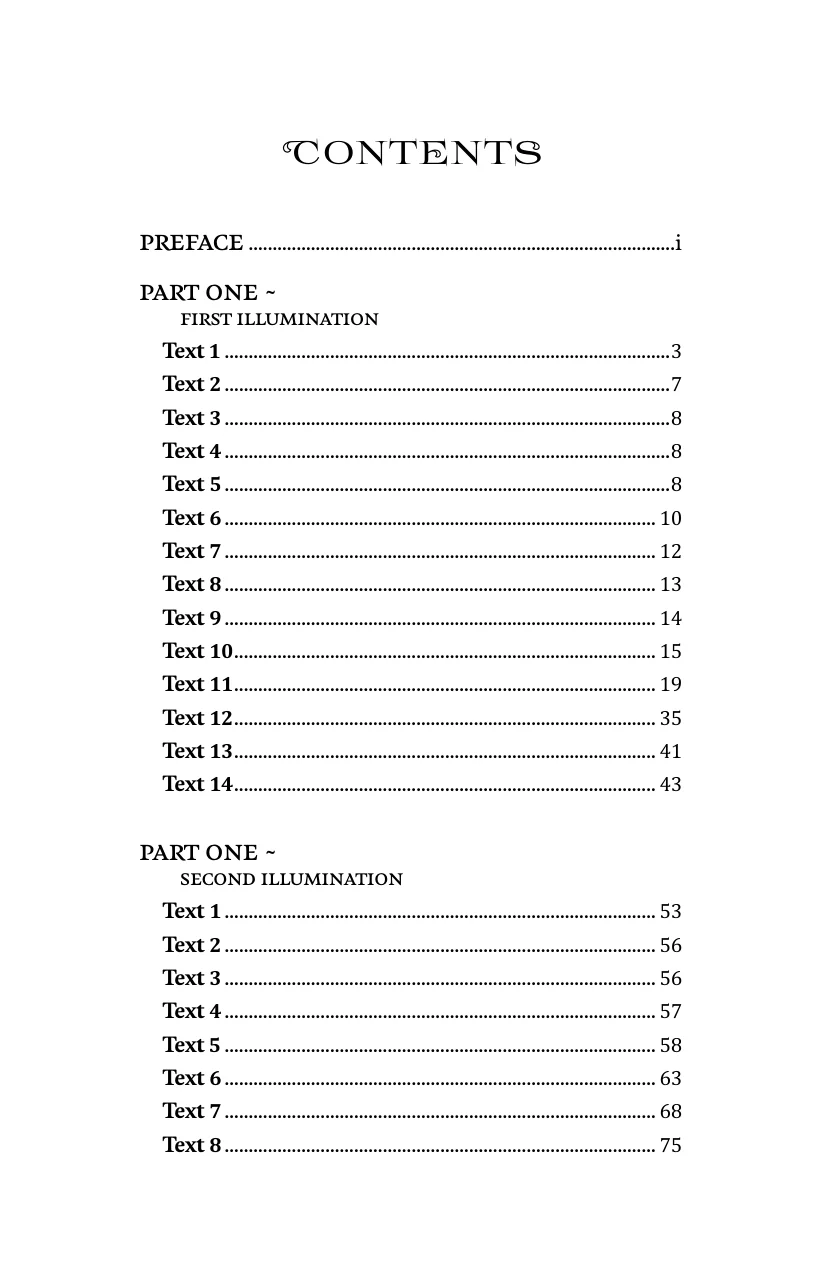 CONTENTS
PREFACE ..........................................................................................i
PART ONE ~
FIRST ILLUMINATION
Text 1 ..............................................................................................3
Text 2 ..............................................................................................7
Text 3 ..............................................................................................8
Text 4 ..............................................................................................8
Text 5 ..............................................................................................8
Text 6 ........................................................................................... 10
Text 7 ........................................................................................... 12
Text 8 ........................................................................................... 13
Text 9 ........................................................................................... 14
Text 10......................................................................................... 15
Text 11......................................................................................... 19
Text 12......................................................................................... 35
Text 13......................................................................................... 41
Text 14......................................................................................... 43
PART ONE ~
SECOND ILLUMINATION
Text 1 ........................................................................................... 53
Text 2 ........................................................................................... 56
Text 3 ........................................................................................... 56
Text 4 ........................................................................................... 57
Text 5 ........................................................................................... 58
Text 6 ........................................................................................... 63
Text 7 ........................................................................................... 68
Text 8 ........................................................................................... 75